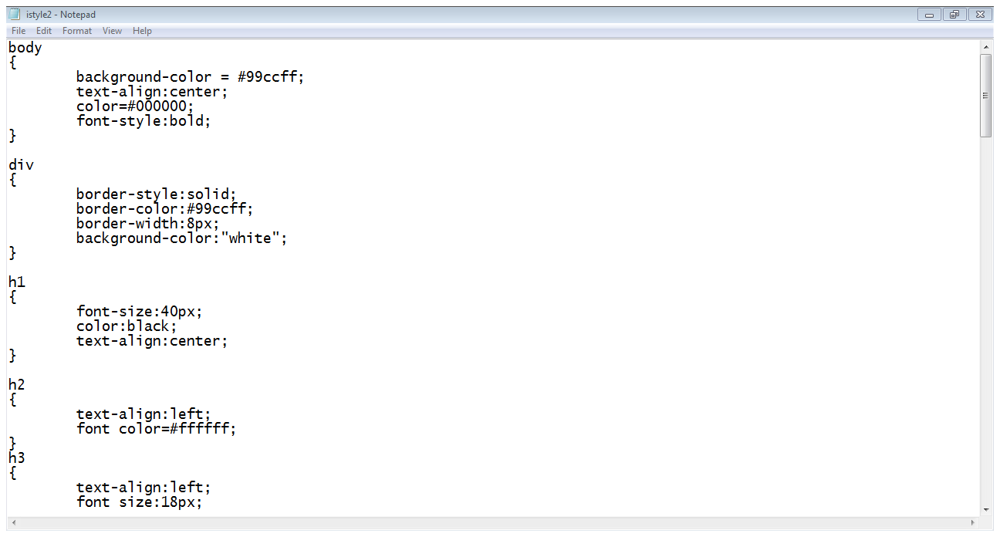 istyle2 - Notepad
File Edit Format View Help
body
{
background-color = #99ccff;
text-align:center;
color=#000000;
font-style:bold;
}
div
{
border-style:solid;
border-color:#99ccff;
border-width:8px;
background-color:"white";
}
h1
{
font-size:40px;
color:black;
text-align:center;
}
h2
{
text-align:left;
font color=#ffffff;
}
h3
{
text-align:left;
font size:18px;